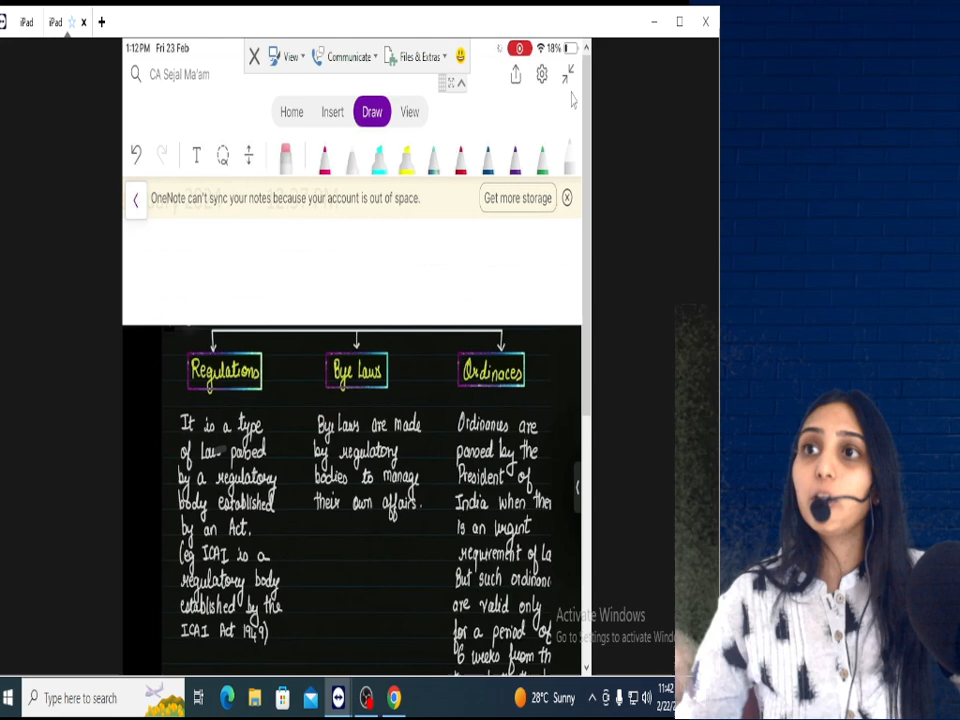 iPad
iPad
1:12 PM Fri 23 Feb
View
Communicate
Files & Extras
18%
CA Sejal Ma'am
Home
Insert
Draw
View
T
OneNote can't sync your notes because your account is out of space.
Get more storage
Regulations
Bye Laws
Ordinaces
It is a type
of Law passed
by a regulatory
body established
by an Act.
(eg ICAI is a
regulatory body
established by the
ICAI Act 1949)
Bye Laws are made
by regulatory
bodies to manage
their own affairs.
Ordinances are
passed by the
President of
India when ther
is an urgent
requirement of La
But such ordinanc
are valid only
for a period of
6 weeks from th
Activate Windows
Go to Settings to activate Wind
Type here to search
28°C Sunny
11:42
2/22/2